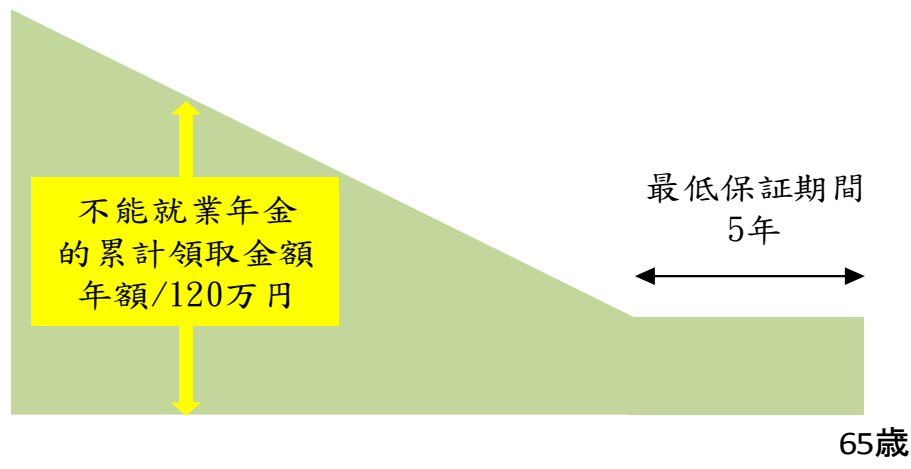 不能就業年金
的累計領取金額
年額/120万円
最低保証期間
5年
65歳